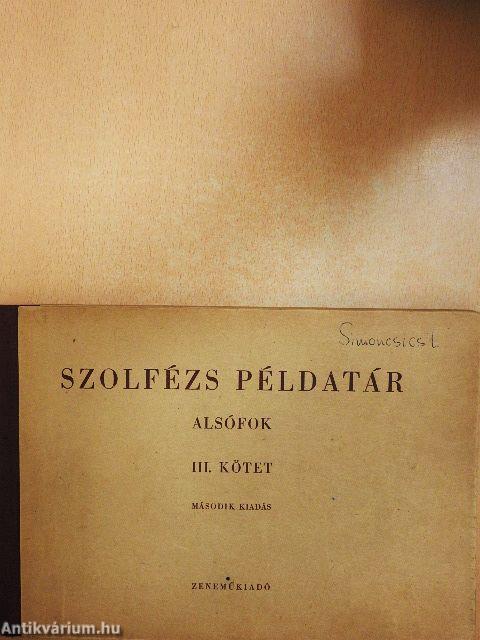 Simoncsics t
SZOLFÉZS PÉLDATÁR
ALSÓFOK
III. KÖTET
MÁSODIK KIADÁS
ZENEMŰKIADÓ
Antikvárium.hu